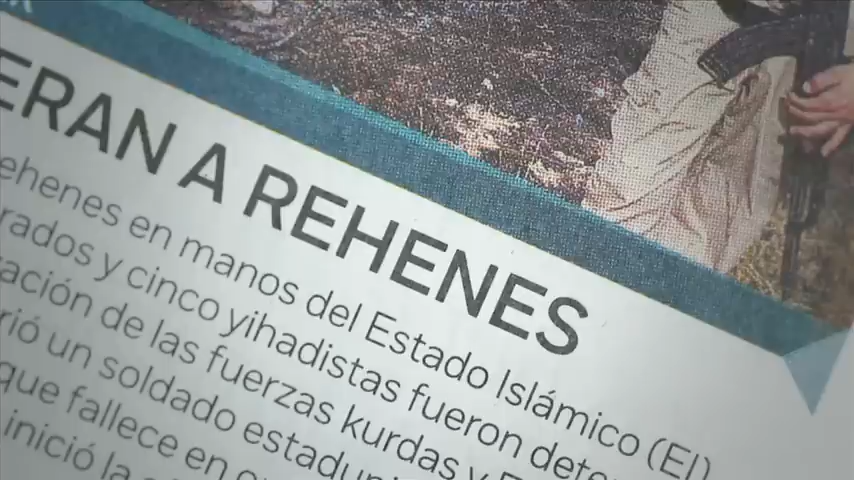 ERAN A REHENES
ehenes en manos del Estado Islámico (EI)
rados y cinco yihadistas fueron dete
ación de las fuerzas kurdas y
rió un soldado estadun
que fallece en
inició la